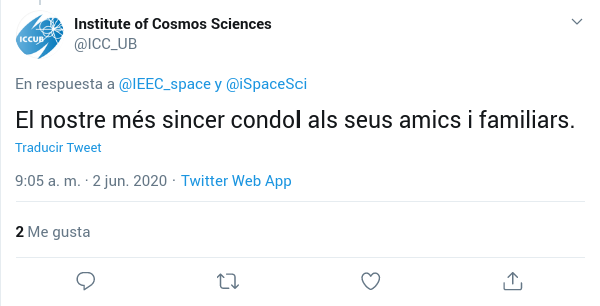 ICCUB
Institute of Cosmos Sciences
@ICC_UB
En respuesta a @IEEC_space y @iSpaceSci
El nostre més sincer condol als seus amics i familiars.
Traducir Tweet
9:05 a. m. · 2 jun. 2020 · Twitter Web App
2 Me gusta